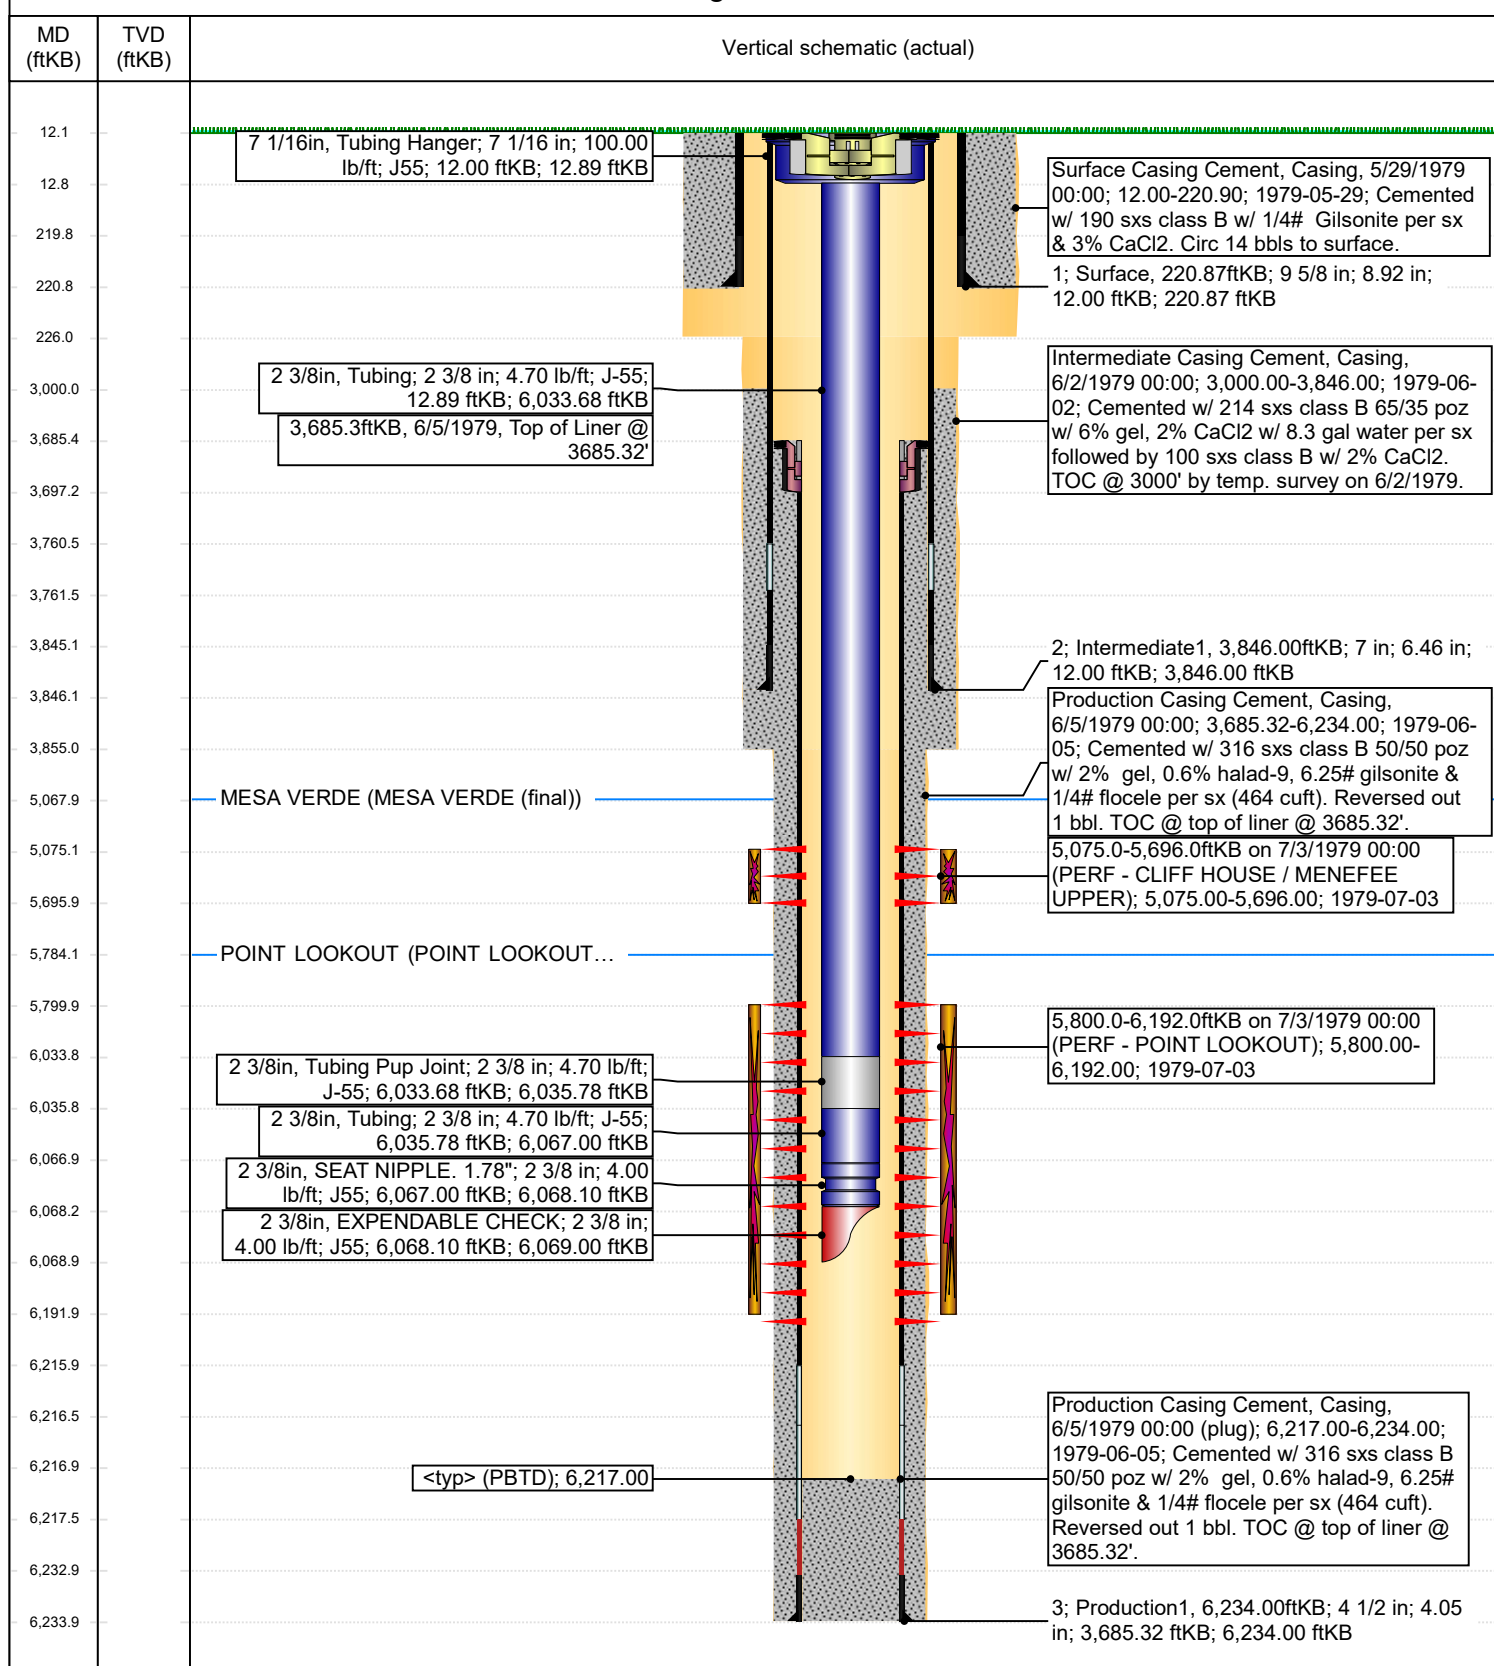 MD
(ftKB)
TVD
(ftKB)
Vertical schematic (actual)
12.1
12.8
219.8
220.8
226.0
3,000.0
3,685.4
3,697.2
3,760.5
3,761.5
3,845.1
3,846.1
3,855.0
5,067.9
5,075.1
5,695.9
5,784.1
5,799.9
6,033.8
6,035.8
6,066.9
6,068.2
6,068.9
6,191.9
6,215.9
6,216.5
6,216.9
6,217.5
6,232.9
6,233.9
7 1/16in, Tubing Hanger; 7 1/16 in; 100.00
lb/ft; J55; 12.00 ftKB; 12.89 ftKB
2 3/8in, Tubing; 2 3/8 in; 4.70 lb/ft; J-55;
12.89 ftKB; 6,033.68 ftKB
3,685.3ftKB, 6/5/1979, Top of Liner @
3685.32'
MESA VERDE (MESA VERDE (final))
POINT LOOKOUT (POINT LOOKOUT…
2 3/8in, Tubing Pup Joint; 2 3/8 in; 4.70 lb/ft;
J-55; 6,033.68 ftKB; 6,035.78 ftKB
2 3/8in, Tubing; 2 3/8 in; 4.70 lb/ft; J-55;
6,035.78 ftKB; 6,067.00 ftKB
2 3/8in, SEAT NIPPLE. 1.78"; 2 3/8 in; 4.00
lb/ft; J55; 6,067.00 ftKB; 6,068.10 ftKB
2 3/8in, EXPENDABLE CHECK; 2 3/8 in;
4.00 lb/ft; J55; 6,068.10 ftKB; 6,069.00 ftKB
<typ> (PBTD); 6,217.00
Surface Casing Cement, Casing, 5/29/1979
00:00; 12.00-220.90; 1979-05-29; Cemented
w/ 190 sxs class B w/ 1/4# Gilsonite per sx
& 3% CaCl2. Circ 14 bbls to surface.
1; Surface, 220.87ftKB; 9 5/8 in; 8.92 in;
12.00 ftKB; 220.87 ftKB
Intermediate Casing Cement, Casing,
6/2/1979 00:00; 3,000.00-3,846.00; 1979-06-
02; Cemented w/ 214 sxs class B 65/35 poz
w/ 6% gel, 2% CaCl2 w/ 8.3 gal water per sx
followed by 100 sxs class B w/ 2% CaCl2.
TOC @ 3000' by temp. survey on 6/2/1979.
2; Intermediate1, 3,846.00ftKB; 7 in; 6.46 in;
12.00 ftKB; 3,846.00 ftKB
Production Casing Cement, Casing,
6/5/1979 00:00; 3,685.32-6,234.00; 1979-06-
05; Cemented w/ 316 sxs class B 50/50 poz
w/ 2% gel, 0.6% halad-9, 6.25# gilsonite &
1/4# flocele per sx (464 cuft). Reversed out
1 bbl. TOC @ top of liner @ 3685.32'.
5,075.0-5,696.0ftKB on 7/3/1979 00:00
(PERF - CLIFF HOUSE / MENEFEE
UPPER); 5,075.00-5,696.00; 1979-07-03
5,800.0-6,192.0ftKB on 7/3/1979 00:00
(PERF - POINT LOOKOUT); 5,800.00-
6,192.00; 1979-07-03
Production Casing Cement, Casing,
6/5/1979 00:00 (plug); 6,217.00-6,234.00;
1979-06-05; Cemented w/ 316 sxs class B
50/50 poz w/ 2% gel, 0.6% halad-9, 6.25#
gilsonite & 1/4# flocele per sx (464 cuft).
Reversed out 1 bbl. TOC @ top of liner @
3685.32'.
3; Production1, 6,234.00ftKB; 4 1/2 in; 4.05
in; 3,685.32 ftKB; 6,234.00 ftKB